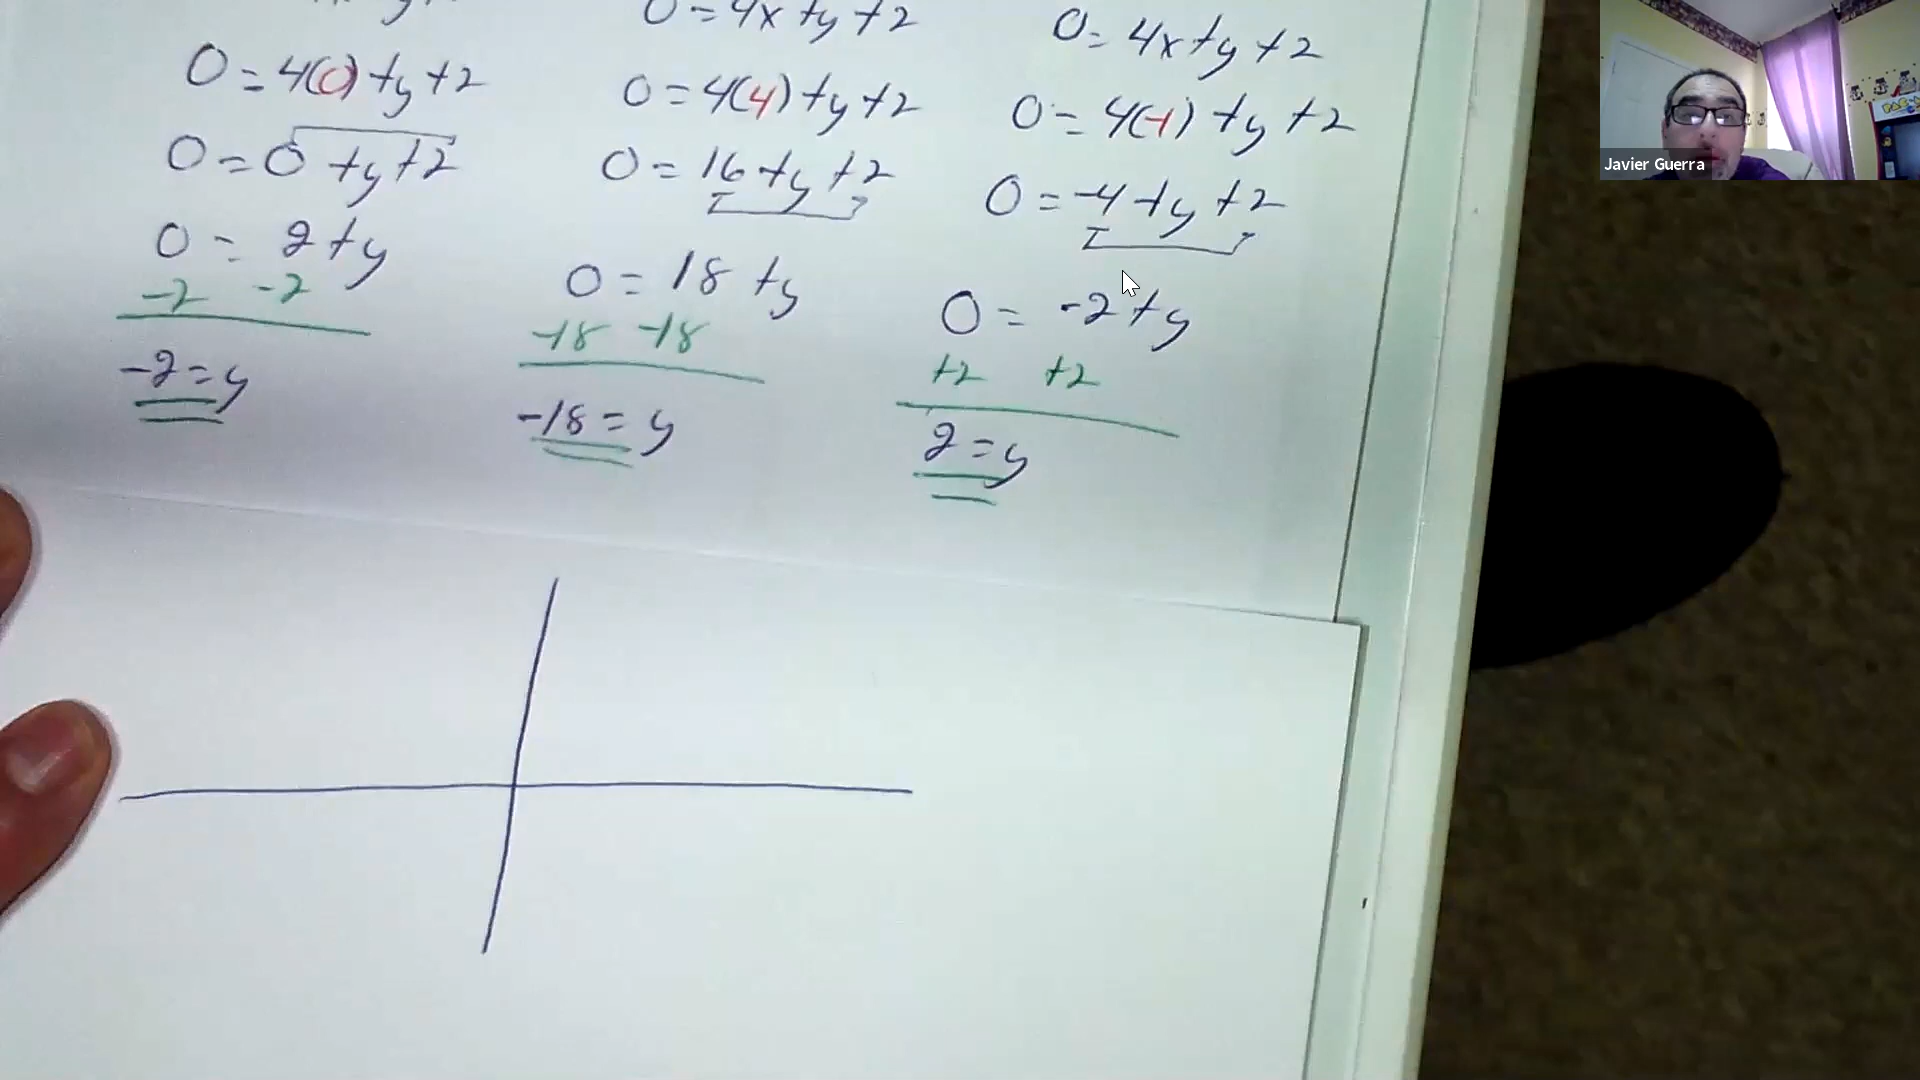 0 = 4(0) + y + 2
0 = 0 + y + 2
0 = 2 + y
-2 -2
-2 = y
0 = 4x + y + 2
0 = 4(4) + y + 2
0 = 16 + y + 2
0 = 18 + y
-18 -18
-18 = y
0 = 4x + y + 2
0 = 4(-1) + y + 2
0 = -4 + y + 2
0 = -2 + y
+2 +2
2 = y
Javier Guerra